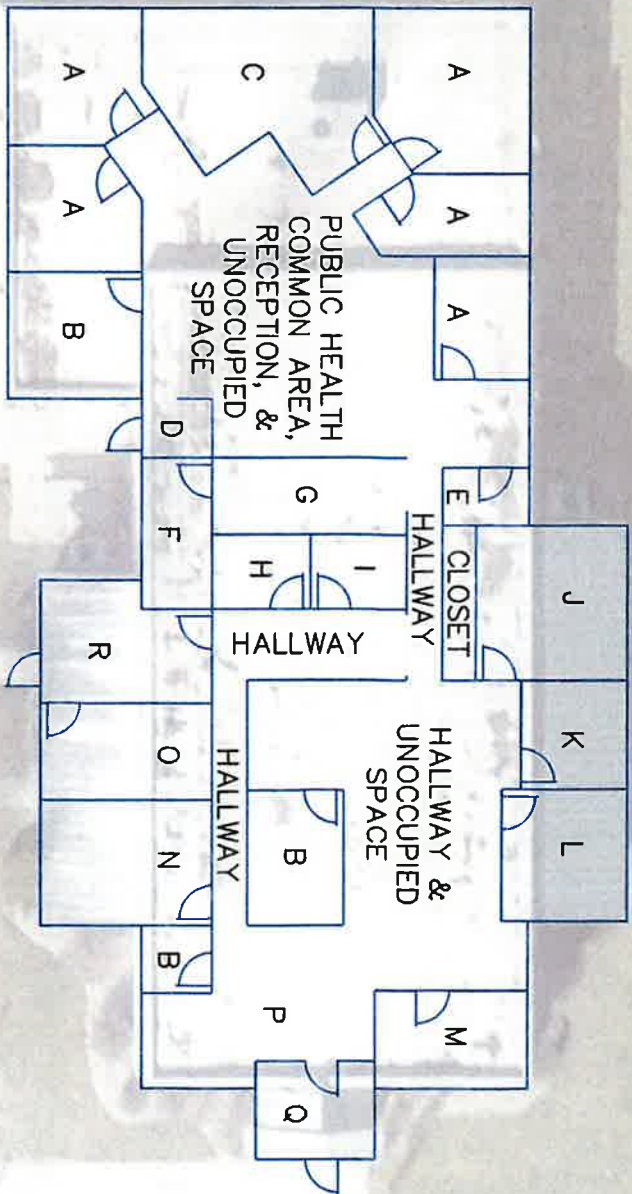 A
C
A
A
A
A
B
PUBLIC HEALTH
COMMON AREA,
RECEPTION, &
UNOCCUPIED
SPACE
D
E
F
G
H
I
HALLWAY
CLOSET
J
HALLWAY
K
L
HALLWAY &
UNOCCUPIED
SPACE
B
HALLWAY
R
O
N
B
P
M
Q